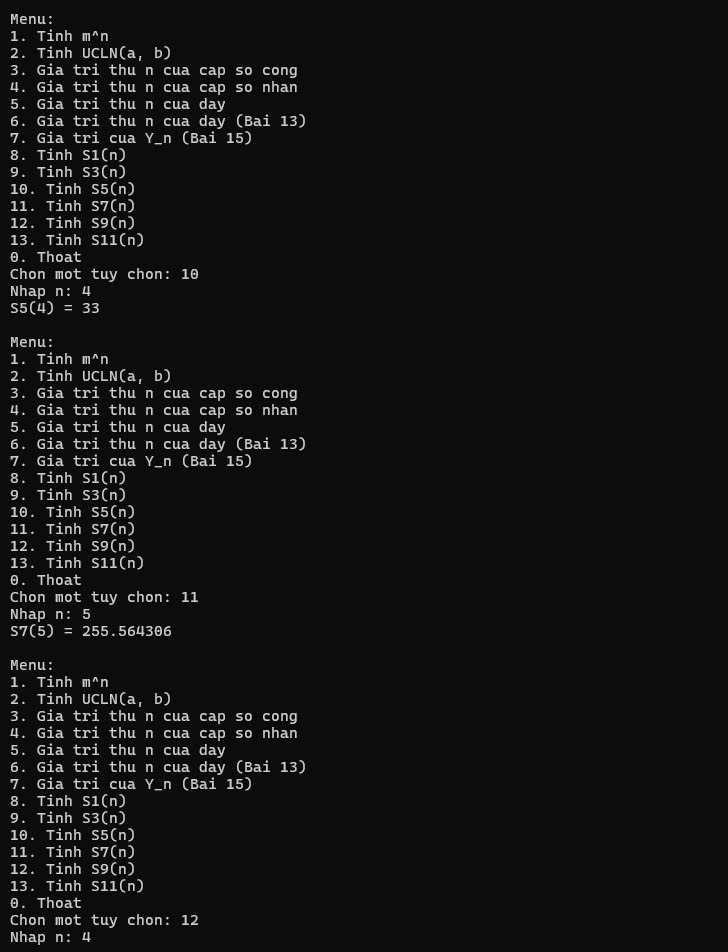 Menu:
1. Tinh m^n
2. Tinh UCLN(a, b)
3. Gia tri thu n cua cap so cong
4. Gia tri thu n cua cap so nhan
5. Gia tri thu n cua day
6. Gia tri thu n cua day (Bai 13)
7. Gia tri cua Y_n (Bai 15)
8. Tinh S1(n)
9. Tinh S3(n)
10. Tinh S5(n)
11. Tinh S7(n)
12. Tinh S9(n)
13. Tinh S11(n)
0. Thoat
Chon mot tuy chon: 10
Nhap n: 4
S5(4) = 33
Menu:
1. Tinh m^n
2. Tinh UCLN(a, b)
3. Gia tri thu n cua cap so cong
4. Gia tri thu n cua cap so nhan
5. Gia tri thu n cua day
6. Gia tri thu n cua day (Bai 13)
7. Gia tri cua Y_n (Bai 15)
8. Tinh S1(n)
9. Tinh S3(n)
10. Tinh S5(n)
11. Tinh S7(n)
12. Tinh S9(n)
13. Tinh S11(n)
0. Thoat
Chon mot tuy chon: 11
Nhap n: 5
S7(5) = 255.564306
Menu:
1. Tinh m^n
2. Tinh UCLN(a, b)
3. Gia tri thu n cua cap so cong
4. Gia tri thu n cua cap so nhan
5. Gia tri thu n cua day
6. Gia tri thu n cua day (Bai 13)
7. Gia tri cua Y_n (Bai 15)
8. Tinh S1(n)
9. Tinh S3(n)
10. Tinh S5(n)
11. Tinh S7(n)
12. Tinh S9(n)
13. Tinh S11(n)
0. Thoat
Chon mot tuy chon: 12
Nhap n: 4